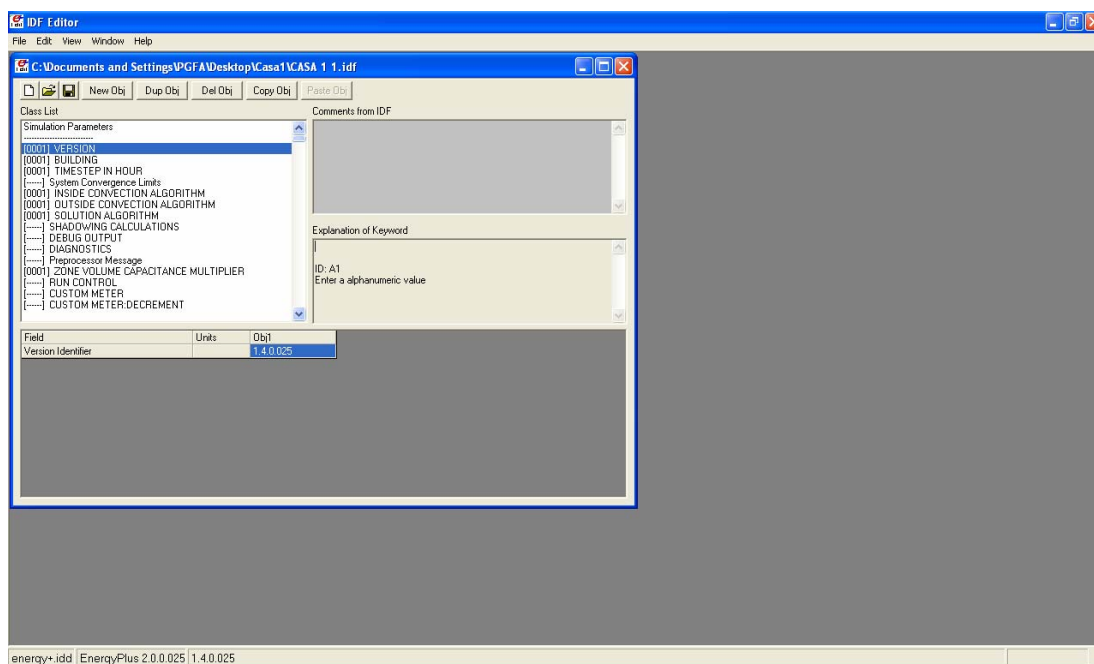 IDF Editor
File Edit View Window Help
C:\Documents and Settings\PGFA\Desktop\Casa1\CASA 1 1.idf
New Obj Dup Obj Del Obj Copy Obj Paste Obj
Class List
Comments from IDF
Simulation Parameters
-------------------------
[0001] VERSION
[0001] BUILDING
[0001] TIMESTEP IN HOUR
[------] System Convergence Limits
[0001] INSIDE CONVECTION ALGORITHM
[0001] OUTSIDE CONVECTION ALGORITHM
[0001] SOLUTION ALGORITHM
[------] SHADOWING CALCULATIONS
[------] DEBUG OUTPUT
[------] DIAGNOSTICS
[------] Preprocessor Message
[0001] ZONE VOLUME CAPACITANCE MULTIPLIER
[------] RUN CONTROL
[------] CUSTOM METER
[------] CUSTOM METER:DECREMENT
Explanation of Keyword
ID: A1
Enter a alphanumeric value
Field Units Obj1
Version Identifier 1.4.0.025
energy+.idd EnergyPlus 2.0.0.025 1.4.0.025